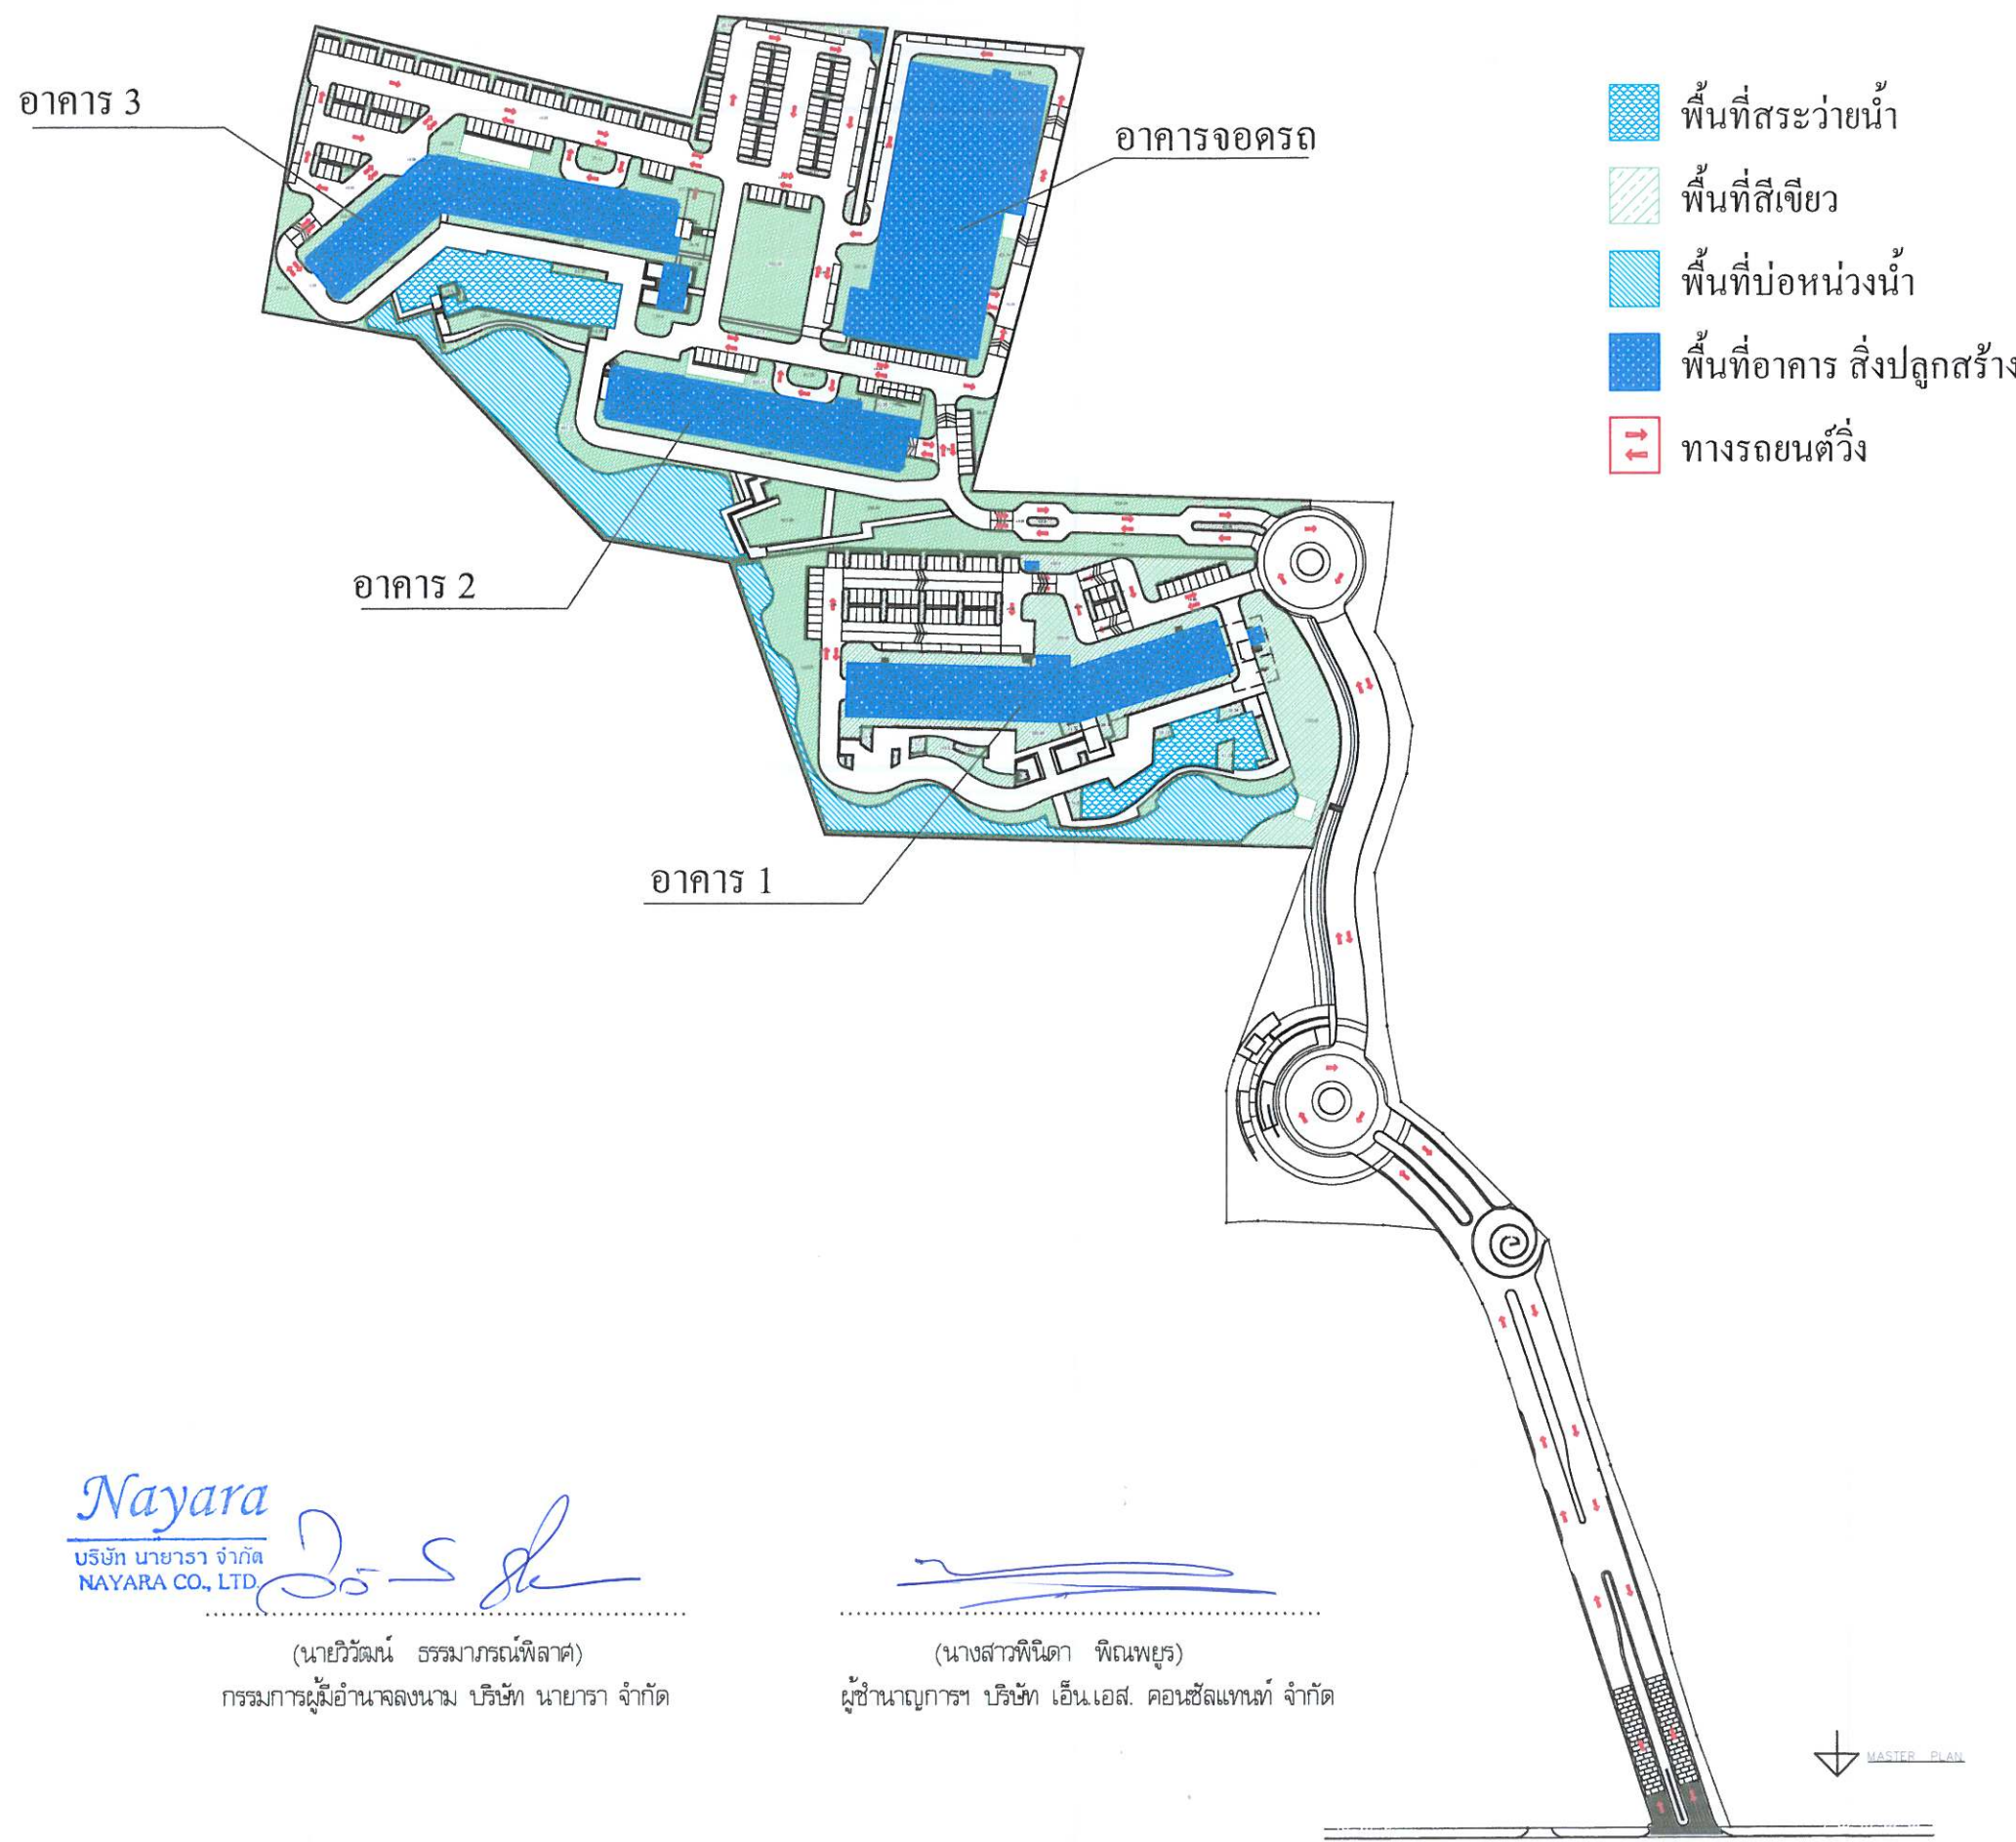 อาคาร 3
อาคารจอดรถ
อาคาร 2
อาคาร 1
พื้นที่สระว่ายน้ำ
พื้นที่สีเขียว
พื้นที่บ่อหน่วงน้ำ
พื้นที่อาคาร สิ่งปลูกสร้าง
ทางรถยนต์วิ่ง
Nayara
บริษัท นายารา จำกัด
NAYARA CO., LTD.
(นายวิวัฒน์ ธรรมาภรณ์พิลาศ)
กรรมการผู้มีอำนาจลงนาม บริษัท นายารา จำกัด
(นางสาวพินิดา พิณพยูร)
ผู้ชำนาญการฯ บริษัท เอ็น.เอส. คอนซัลแทนท์ จำกัด
MASTER PLAN